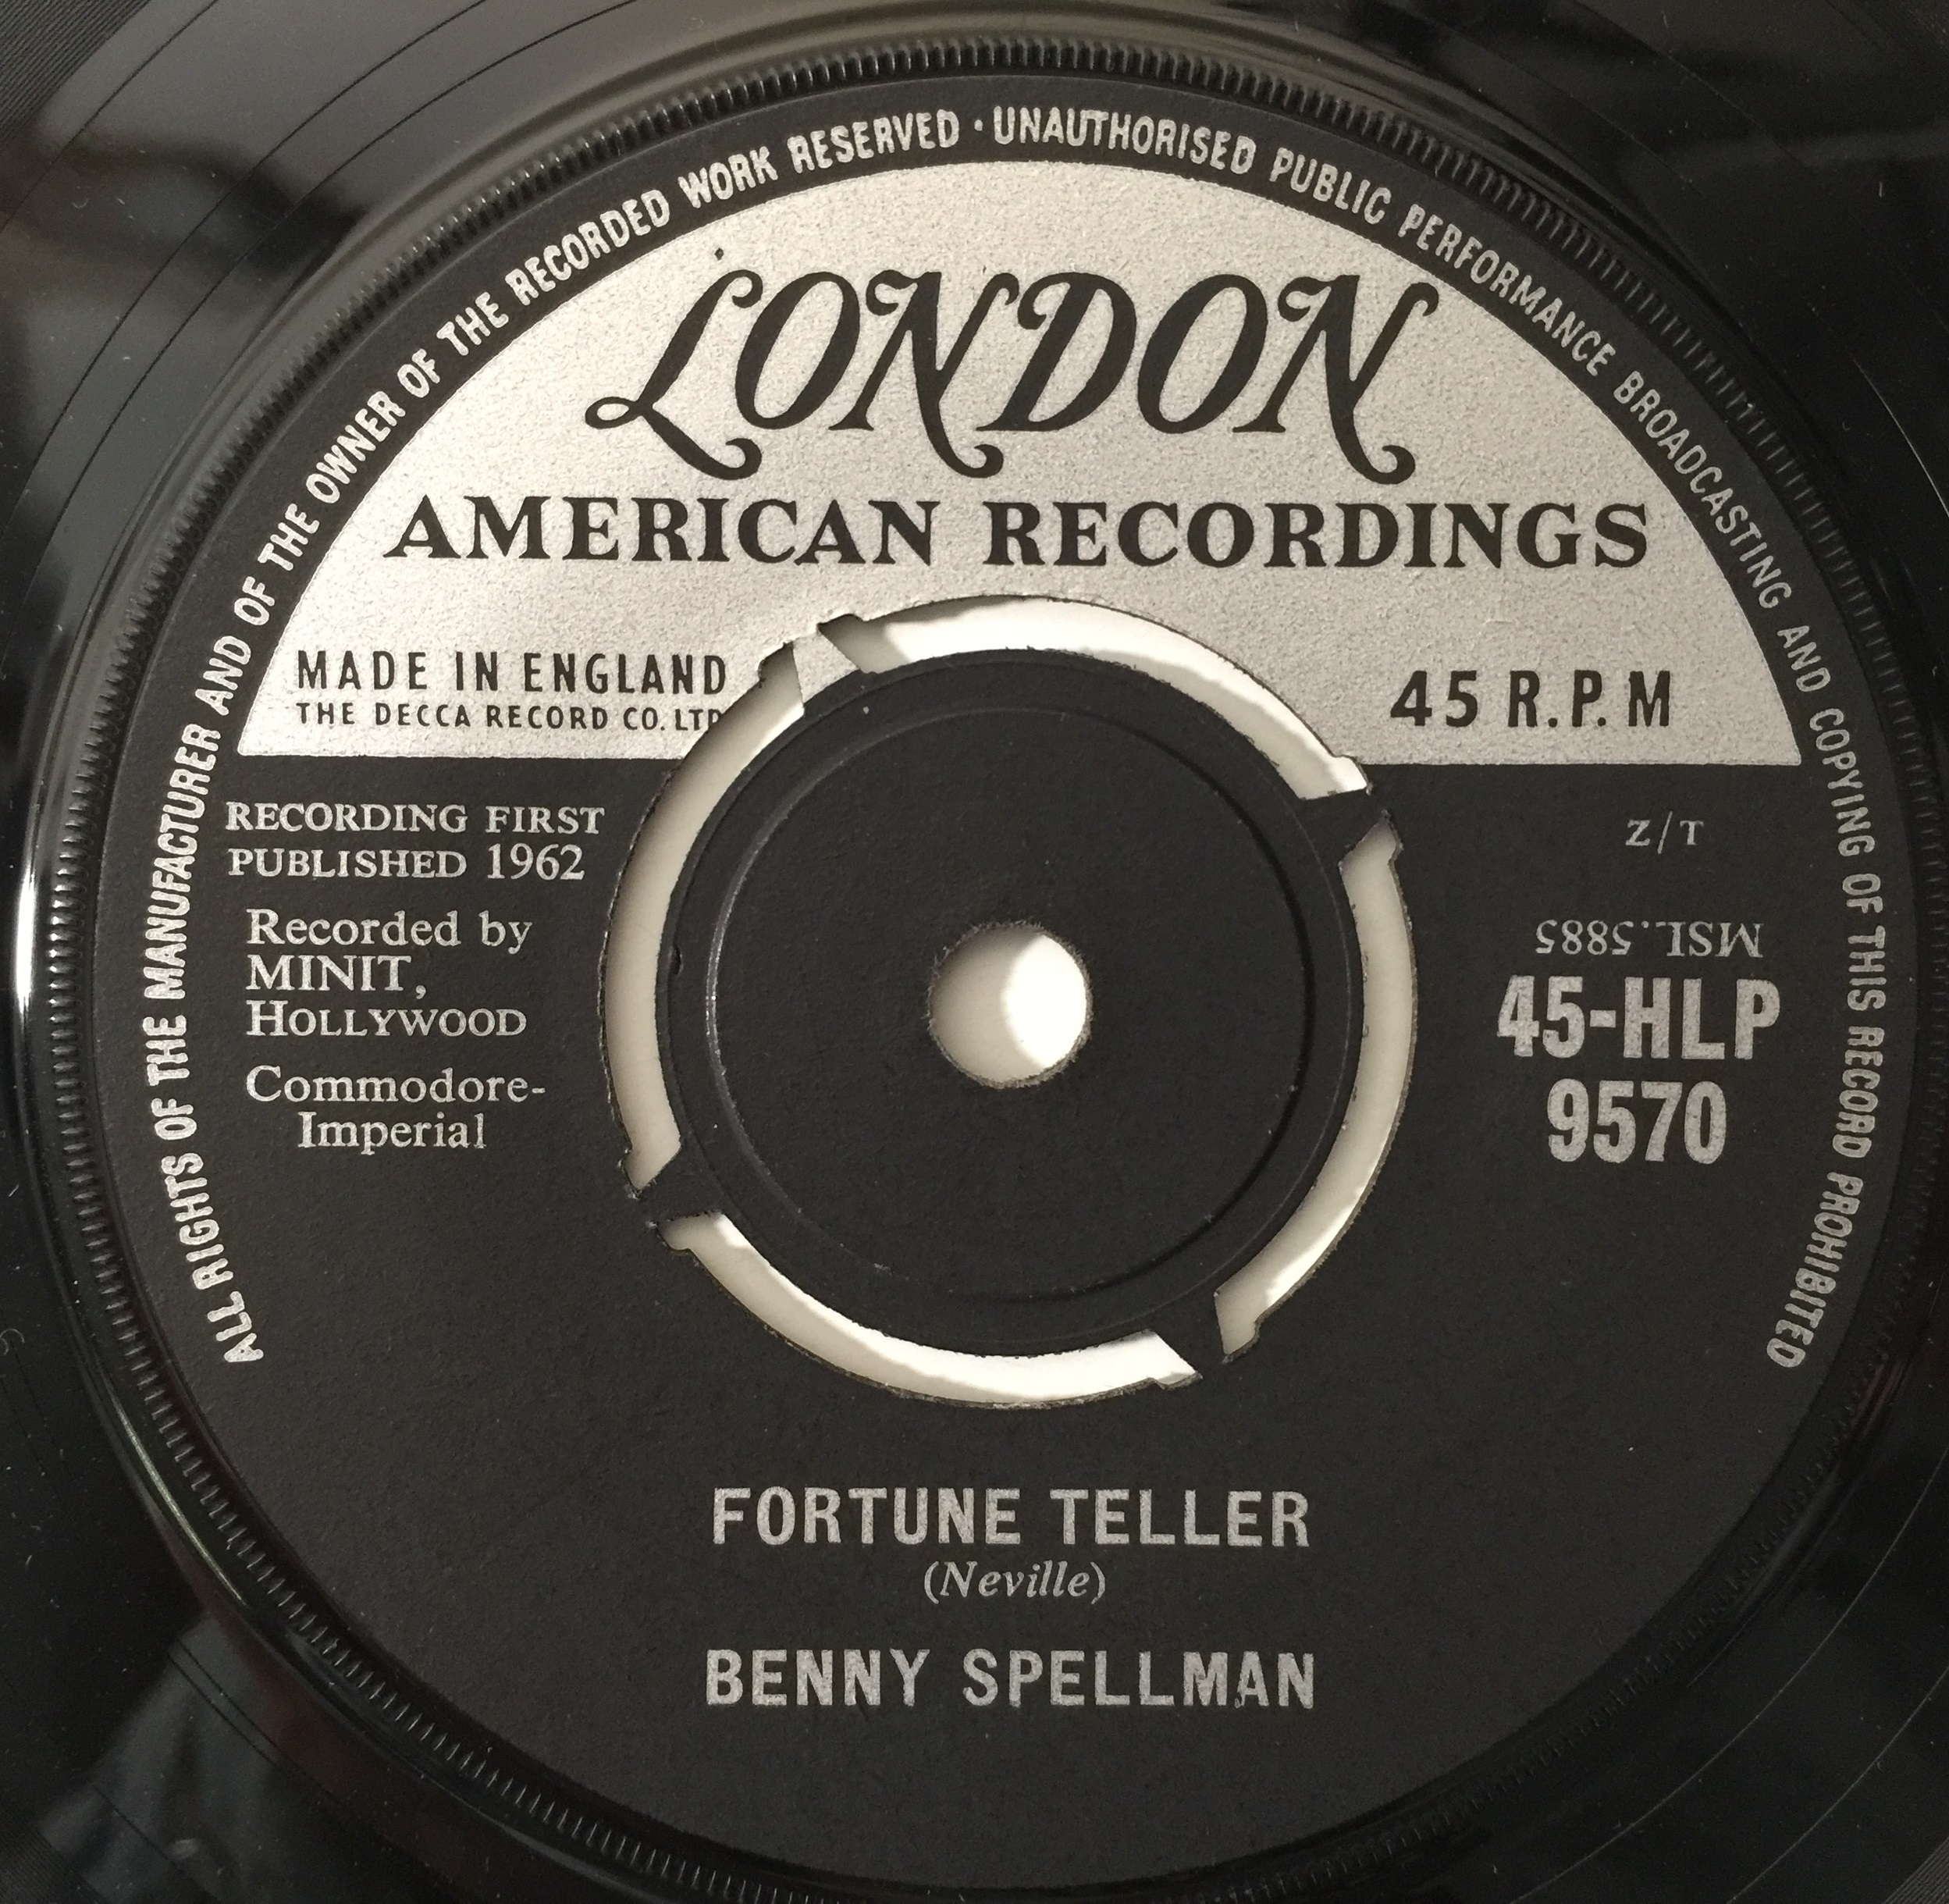 ALL RIGHTS OF THE MANUFACTURER AND OF THE OWNER OF THE RECORDED WORK RESERVED · UNAUTHORISED PUBLIC PERFORMANCE BROADCASTING AND COPYING OF THIS RECORD PROHIBITED
LONDON
AMERICAN RECORDINGS
MADE IN ENGLAND
THE DECCA RECORD CO. LTD
45 R.P.M
RECORDING FIRST
PUBLISHED 1962
Recorded by
MINIT,
HOLLYWOOD
Commodore-
Imperial
Z/T
MSL.5885
45-HLP
9570
FORTUNE TELLER
(Neville)
BENNY SPELLMAN